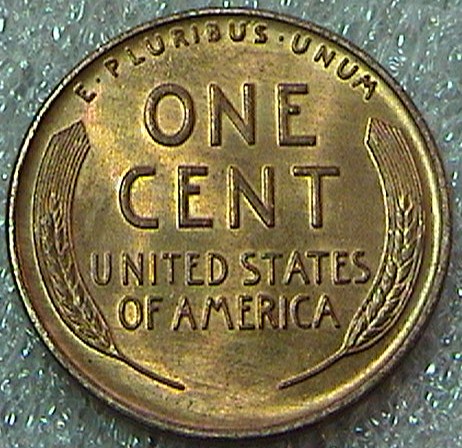 E·PLURIBUS·UNUM
ONE
CENT
UNITED STATES
OF AMERICA